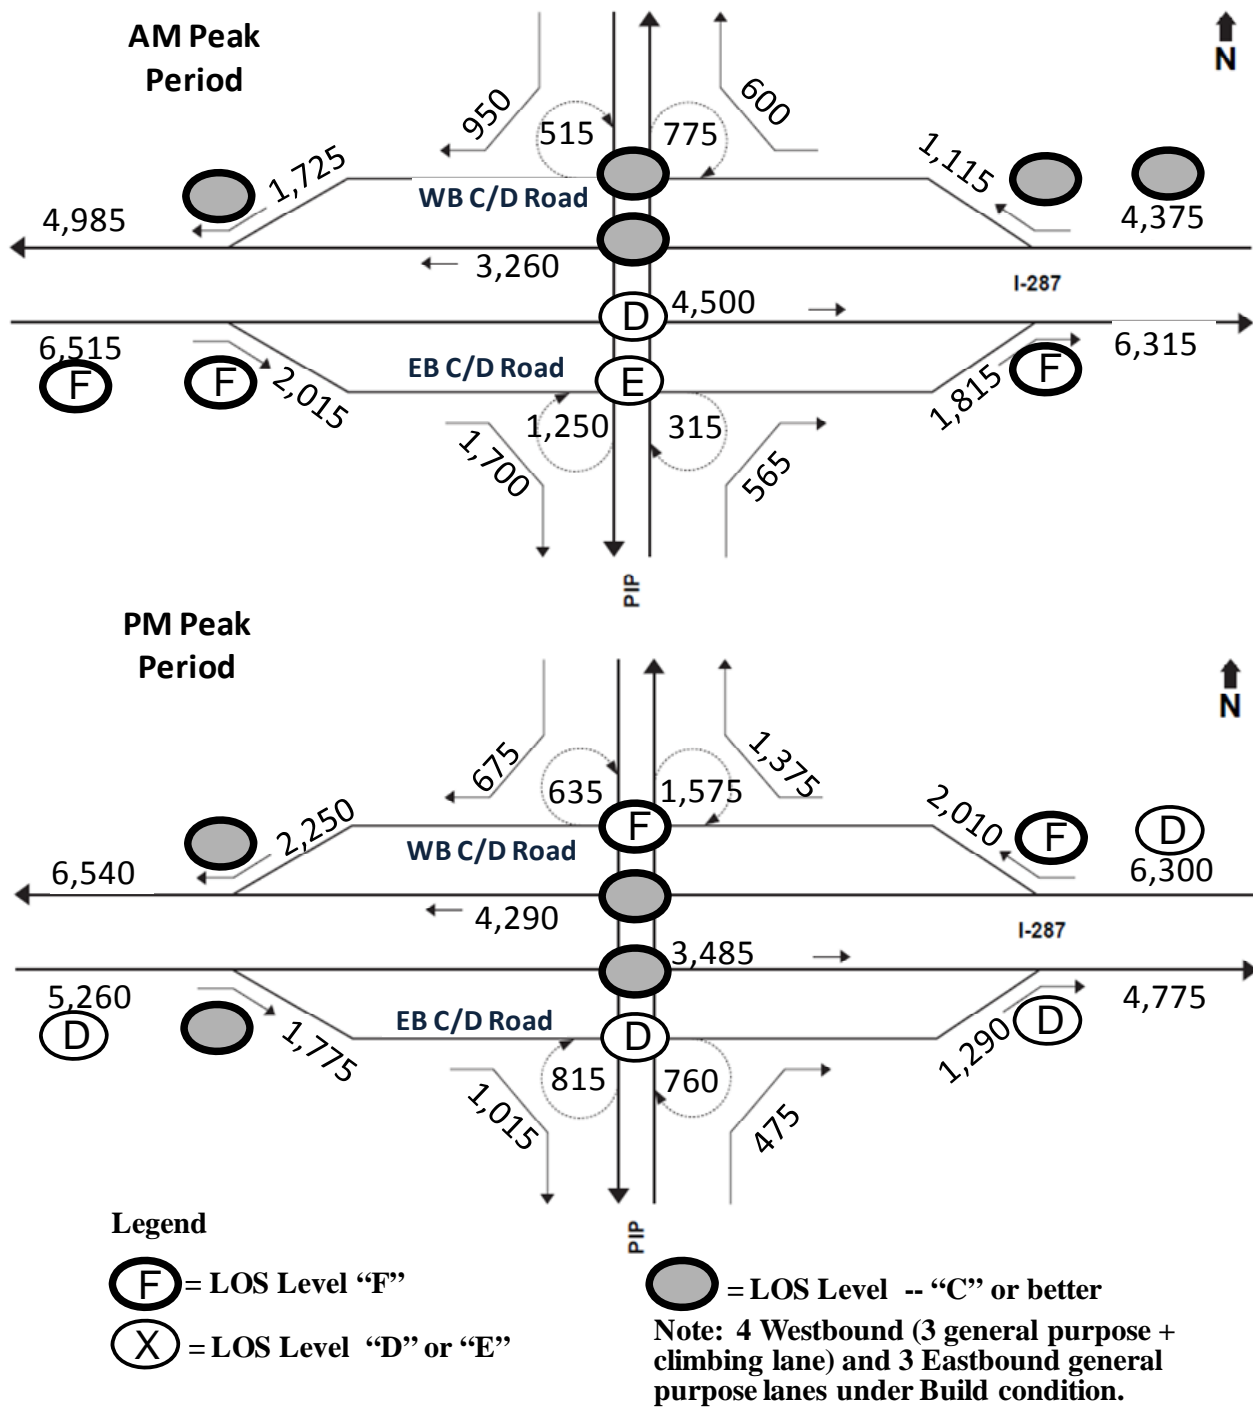 AM Peak
Period
N
950
515
775
600
1,725
1,115
WB C/D Road
4,985
4,375
3,260
I-287
D
4,500
6,515
6,315
F
F
2,015
EB C/D Road
E
1,815
F
1,700
1,250
315
565
PIP
PM Peak
Period
N
675
635
1,575
1,375
2,250
F
2,010
F
D
WB C/D Road
6,540
6,300
4,290
I-287
3,485
5,260
4,775
D
1,775
EB C/D Road
D
1,290
D
1,015
815
760
475
PIP
Legend
F = LOS Level “F”
X = LOS Level “D” or “E”
= LOS Level -- “C” or better
Note: 4 Westbound (3 general purpose +
climbing lane) and 3 Eastbound general
purpose lanes under Build condition.